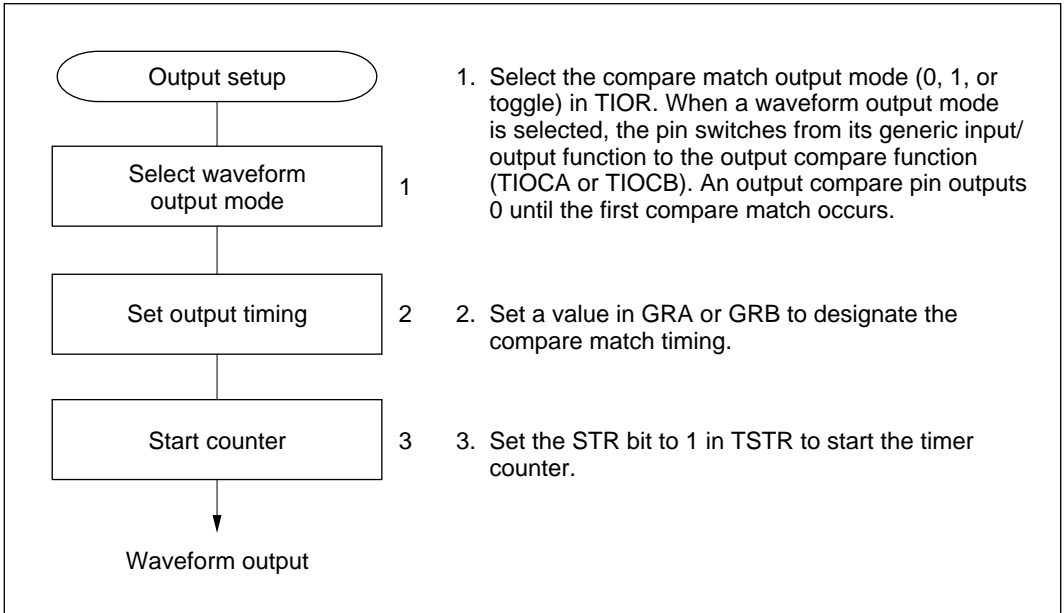 Output setup
Select waveform
output mode
1
Set output timing
2
Start counter
3
Waveform output
1. Select the compare match output mode (0, 1, or
toggle) in TIOR. When a waveform output mode
is selected, the pin switches from its generic input/
output function to the output compare function
(TIOCA or TIOCB). An output compare pin outputs
0 until the first compare match occurs.
2. Set a value in GRA or GRB to designate the
compare match timing.
3. Set the STR bit to 1 in TSTR to start the timer
counter.